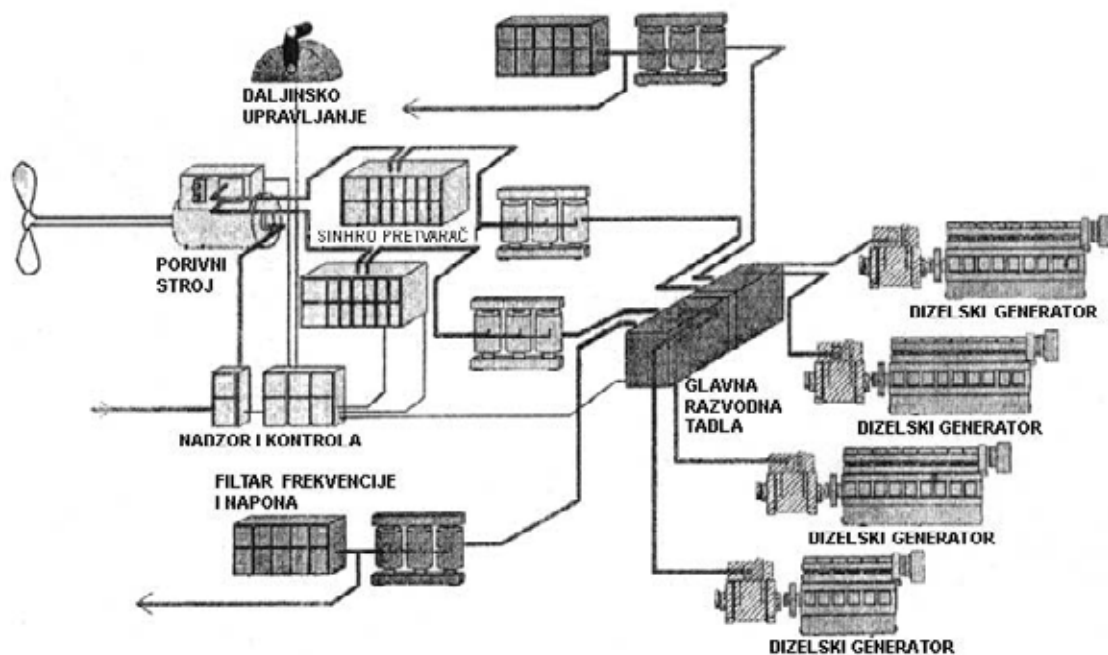 DALJINSKO
UPRAVLJANJE
SINHRO PRETVARAČ
PORIVNI
STROJ
DIZELSKI GENERATOR
GLAVNA
RAZVODNA
TADLA
DIZELSKI GENERATOR
NADZOR I KONTROLA
FILTAR FREKVENCIJE
I NAPONA
DIZELSKI GENERATOR
DIZELSKI GENERATOR